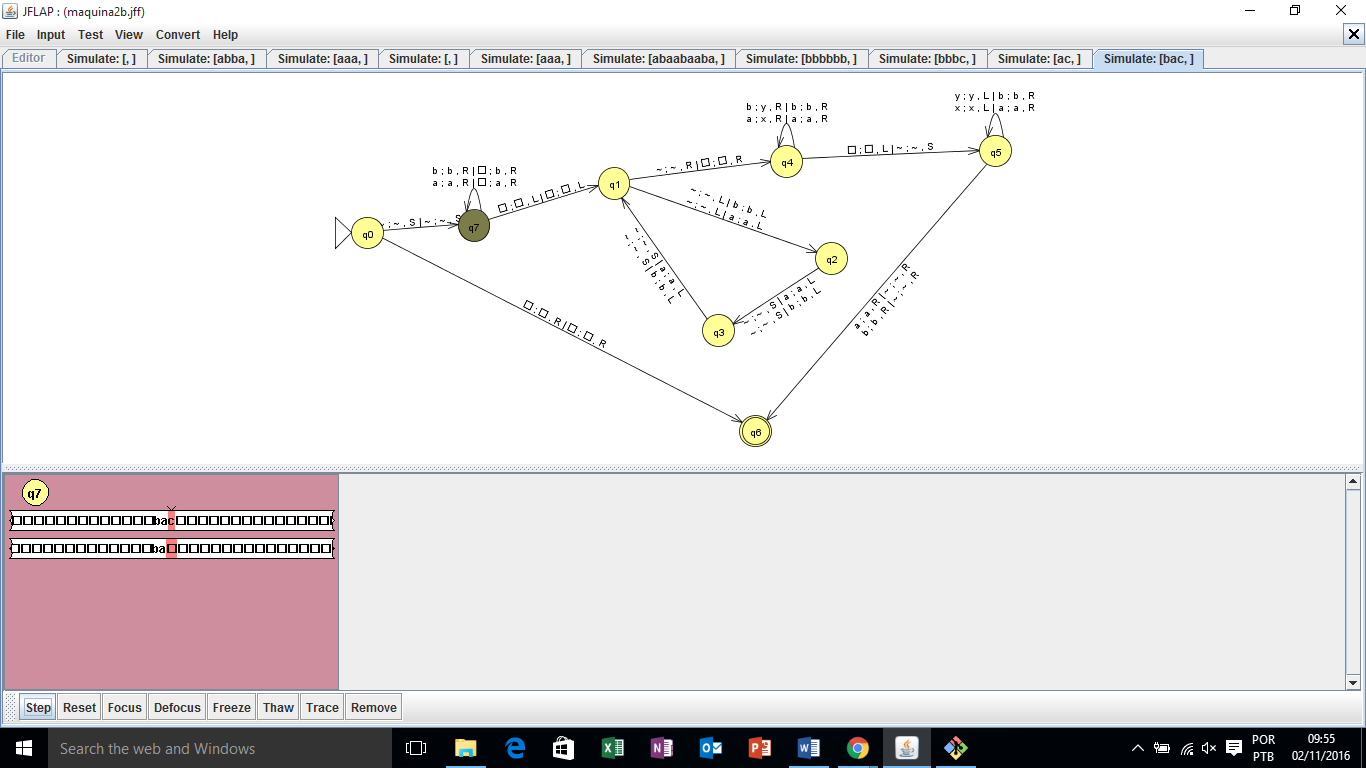 JFLAP : (maquina2b.jff)
File Input Test View Convert Help
Editor Simulate: [, ] Simulate: [abba, ] Simulate: [aaa, ] Simulate: [, ] Simulate: [aaa, ] Simulate: [abaabaaba, ] Simulate: [bbbbbb, ] Simulate: [bbbc, ] Simulate: [ac, ] Simulate: [bac, ]
y ; y , L | b ; b , R
x ; x , L | a ; a , R
b ; y , R | b ; b , R
a ; x , R | a ; a , R
q5
□ ; □ , L | ~ ; ~ , S
q4
~ ; ~ , R | □ ; □ , R
b ; b , R | □ ; b , R
a ; a , R | □ ; a , R
q1
□ ; □ , L | □ ; □ , L
~ ; ~ , L | b ; b , L
~ ; ~ , L | a ; a , L
q0
; ~ , S | ~ ; ~ , S
q7
~ ; ~ , S | a ; a , L
~ ; ~ , S | b ; b , L
q2
~ ; ~ , S | a ; a , L
~ ; ~ , S | b ; b , L
q3
a ; a , R | ~ ; ~ , R
b ; b , R | ~ ; ~ , R
□ ; □ , R | □ ; □ , R
q6
q7
bac
ba
Step Reset Focus Defocus Freeze Thaw Trace Remove
Search the web and Windows
POR 09:55
PTB 02/11/2016